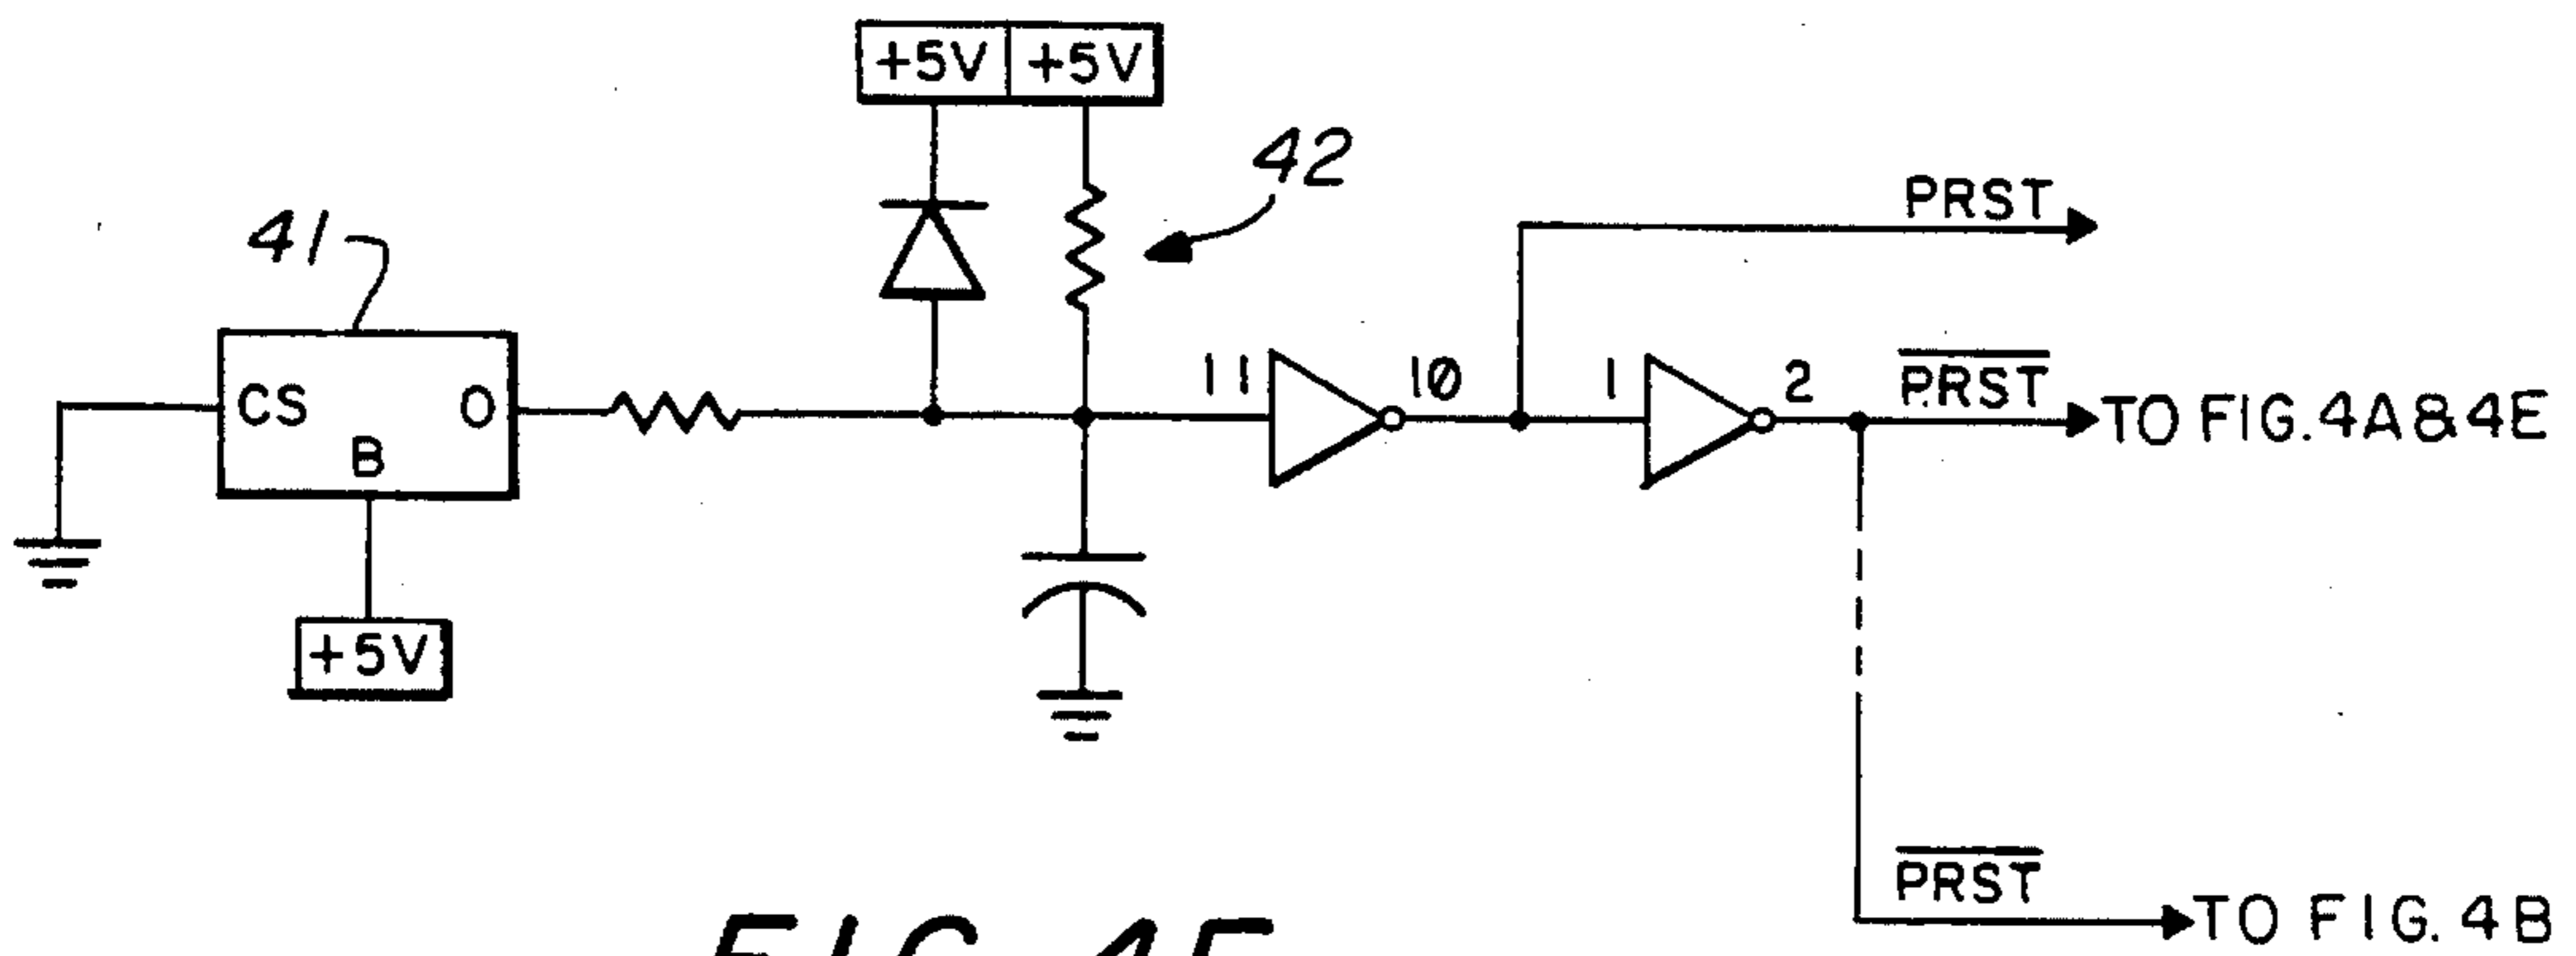 +5V +5V
42
41
PRST
CS O
B
11 10 1 2 PRST TO FIG.4A&4E
+5V
PRST TO FIG. 4B